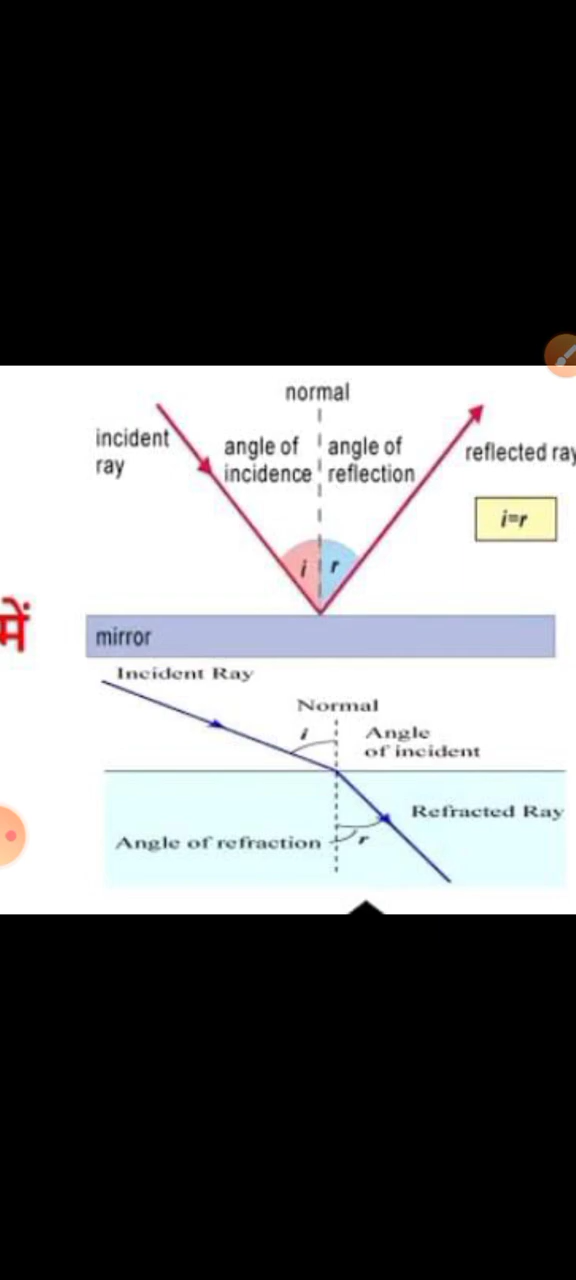 normal
incident
ray
angle of
incidence
angle of
reflection
reflected ray
i=r
i
r
में
mirror
Incident Ray
Normal
i
Angle
of incident
Refracted Ray
Angle of refraction
r